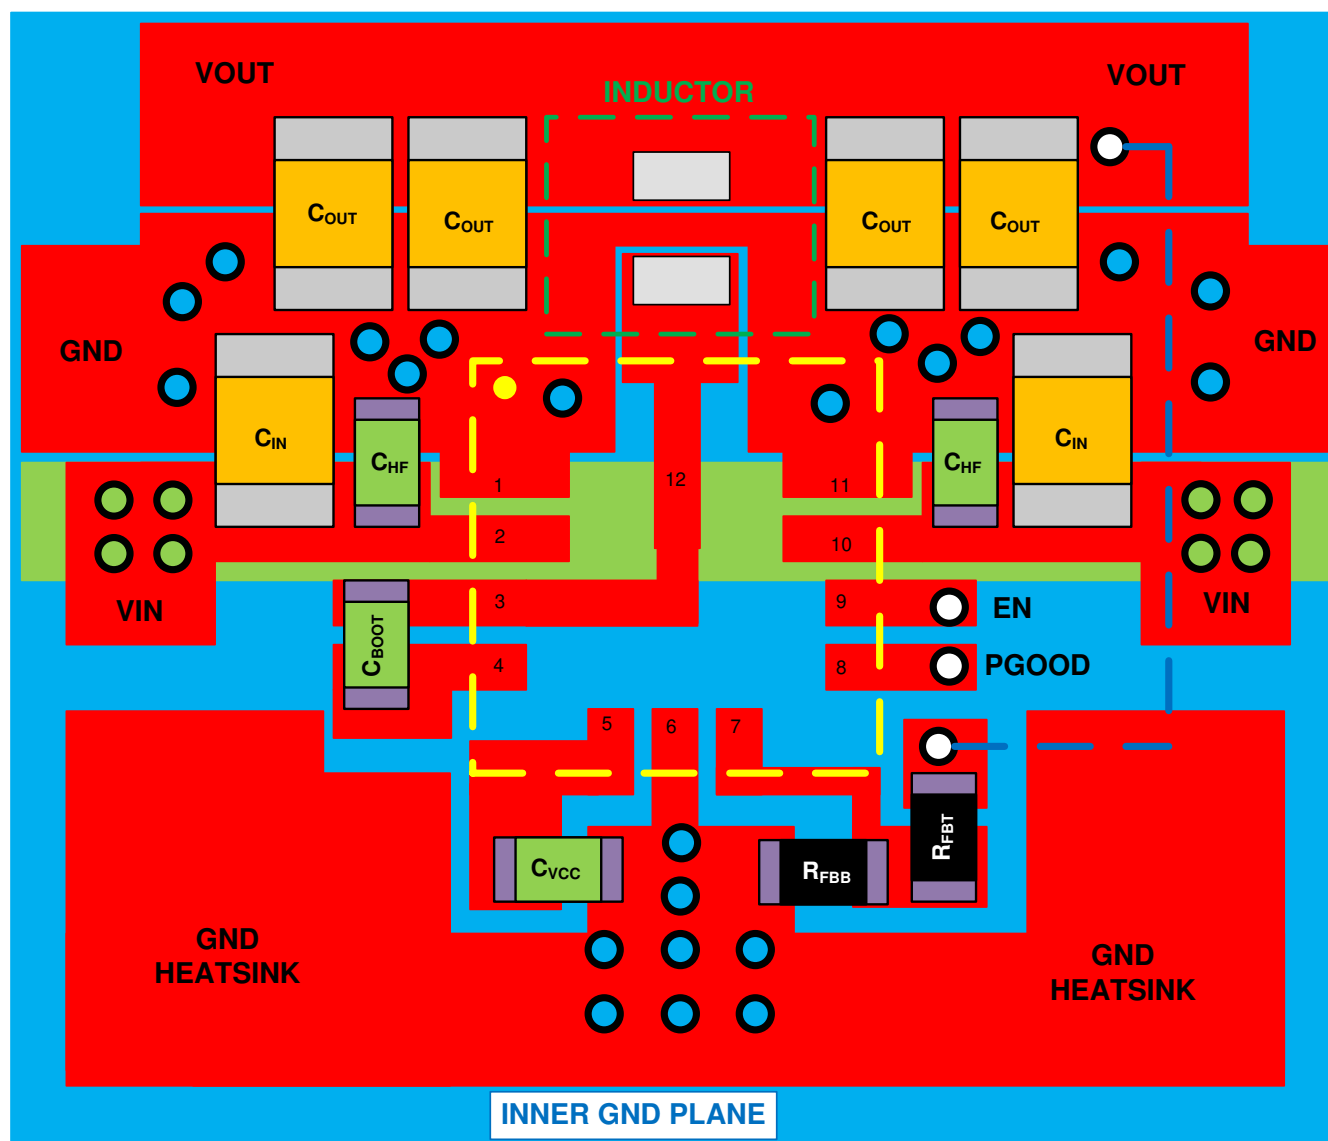 VOUT
VOUT
INDUCTOR
COUT
COUT
COUT
COUT
GND
GND
CIN
CHF
CHF
CIN
1
12
11
2
10
3
9
EN
VIN
VIN
CBOOT
4
8
PGOOD
5
6
7
CVCC
RFBB
RFBT
GND
HEATSINK
GND
HEATSINK
INNER GND PLANE